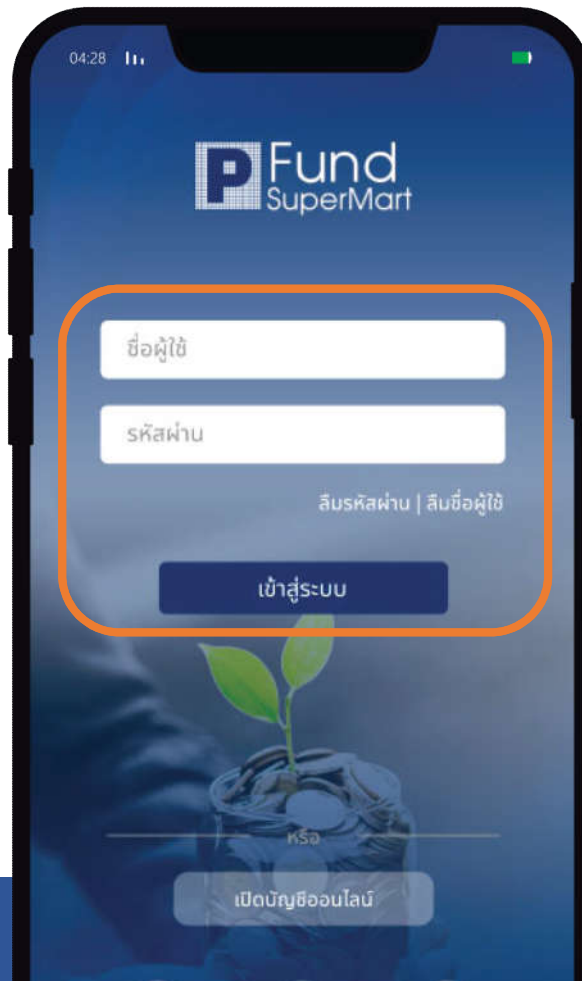 04:28
P Fund
SuperMart
ชื่อผู้ใช้
รหัสผ่าน
ลืมรหัสผ่าน | ลืมชื่อผู้ใช้
เข้าสู่ระบบ
หรือ
เปิดบัญชีออนไลน์